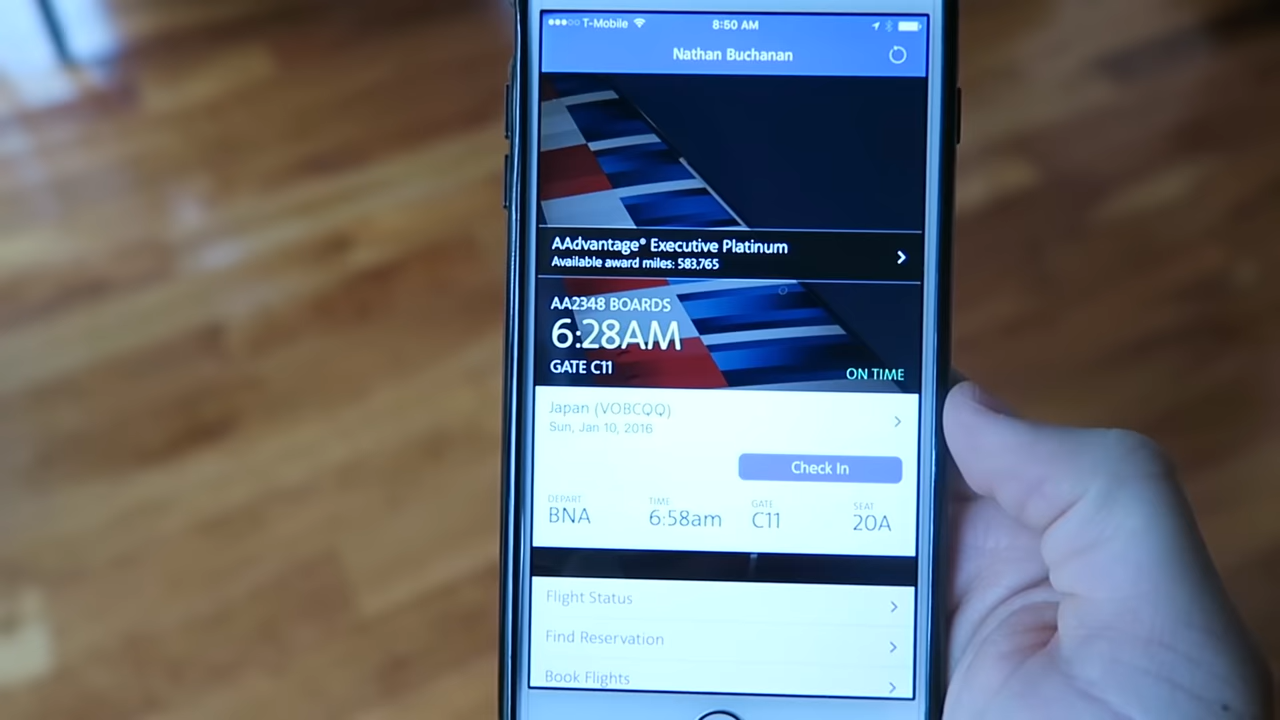 T-Mobile 8:50 AM
Nathan Buchanan
AAdvantage® Executive Platinum
Available award miles: 583,765
AA2348 BOARDS
6:28AM
GATE C11
ON TIME
Japan (VOBCQQ)
Sun, Jan 10, 2016
Check In
DEPART TIME GATE SEAT
BNA 6:58am C11 20A
Flight Status
Find Reservation
Book Flights